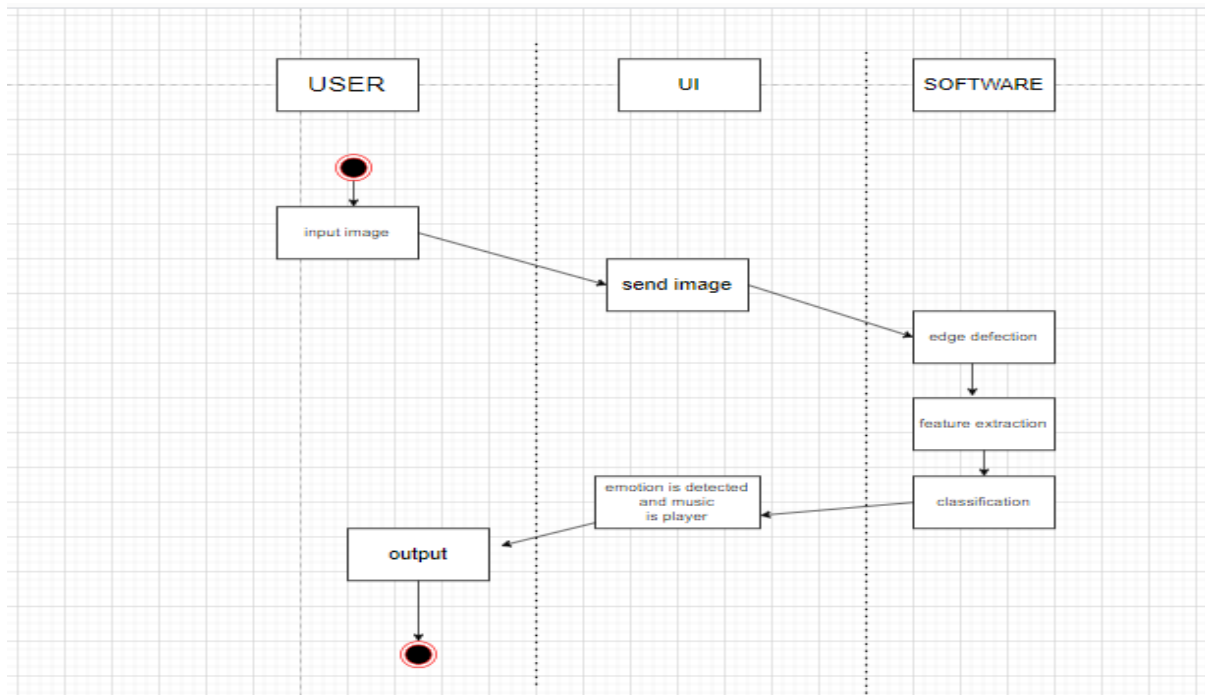 USER
UI
SOFTWARE
input image
send image
edge defection
feature extraction
classification
emotion is detected
and music
is player
output